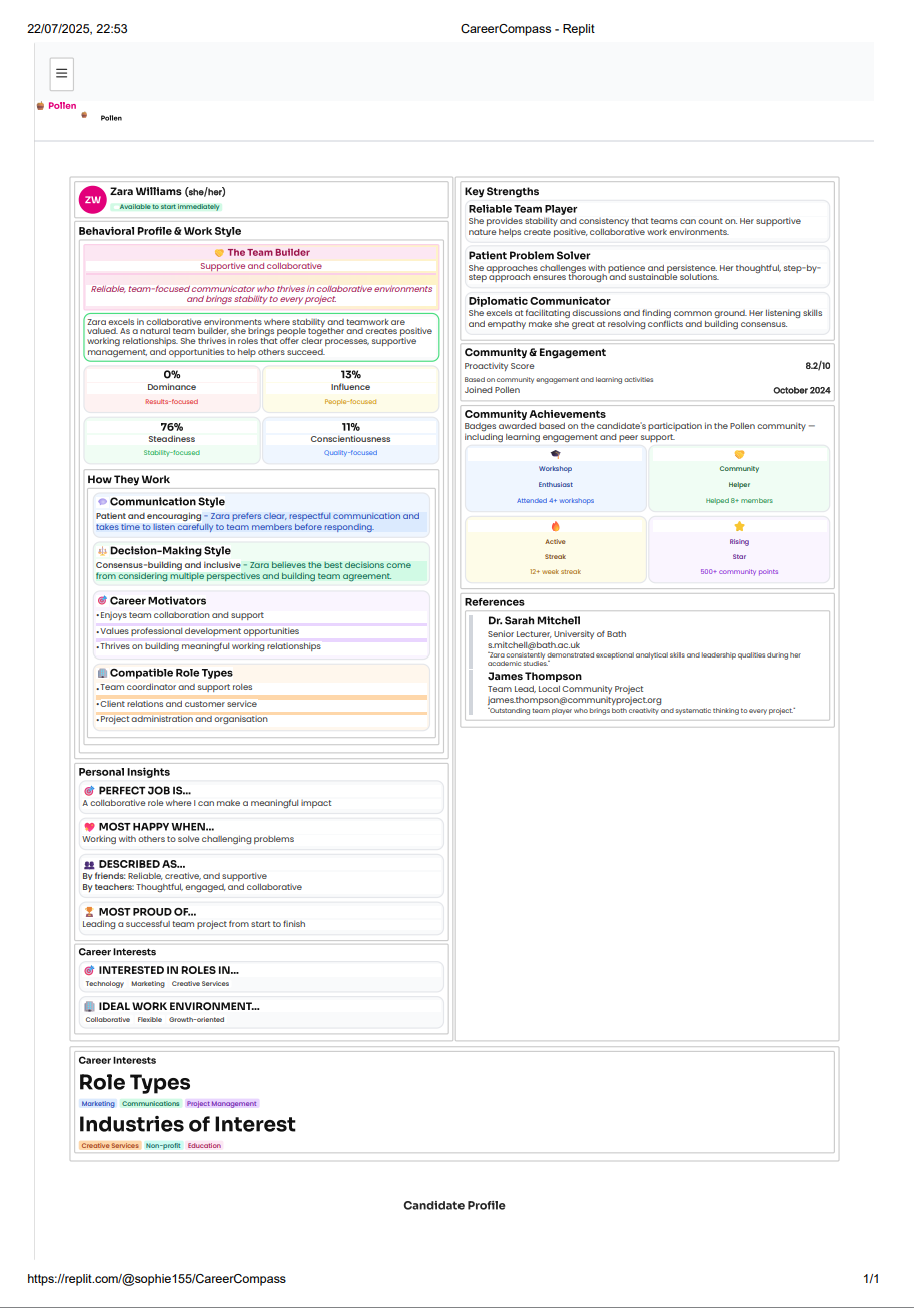 22/07/2025, 22:53
CareerCompass - Replit
Pollen
Pollen
ZW
Zara Williams (she/her)
Available to start immediately
Behavioral Profile & Work Style
The Team Builder
Supportive and collaborative
Reliable, team-focused communicator who thrives in collaborative environments
and brings stability to every project.
Zara excels in collaborative environments where stability and teamwork are
valued. As a natural team builder, she brings people together and creates positive
working relationships. She thrives in roles that offer clear processes, supportive
management, and opportunities to help others succeed.
0%
Dominance
Results-focused
13%
Influence
People-focused
76%
Steadiness
Stability-focused
11%
Conscientiousness
Quality-focused
How They Work
Communication Style
Patient and encouraging - Zara prefers clear, respectful communication and
takes time to listen carefully to team members before responding.
Decision-Making Style
Consensus-building and inclusive - Zara believes the best decisions come
from considering multiple perspectives and building team agreement.
Career Motivators
•Enjoys team collaboration and support
•Values professional development opportunities
•Thrives on building meaningful working relationships
Compatible Role Types
•Team coordinator and support roles
•Client relations and customer service
•Project administration and organisation
Personal Insights
PERFECT JOB IS...
A collaborative role where I can make a meaningful impact
MOST HAPPY WHEN...
Working with others to solve challenging problems
DESCRIBED AS...
By friends: Reliable, creative, and supportive
By teachers: Thoughtful, engaged, and collaborative
MOST PROUD OF...
Leading a successful team project from start to finish
Career Interests
INTERESTED IN ROLES IN...
Technology Marketing Creative Services
IDEAL WORK ENVIRONMENT...
Collaborative Flexible Growth-oriented
Key Strengths
Reliable Team Player
She provides stability and consistency that teams can count on. Her supportive
nature helps create positive, collaborative work environments.
Patient Problem Solver
She approaches challenges with patience and persistence. Her thoughtful, step-by-
step approach ensures thorough and sustainable solutions.
Diplomatic Communicator
She excels at facilitating discussions and finding common ground. Her listening skills
and empathy make she great at resolving conflicts and building consensus.
Community & Engagement
Proactivity Score 8.2/10
Based on community engagement and learning activities
Joined Pollen October 2024
Community Achievements
Badges awarded based on the candidate's participation in the Pollen community —
including learning engagement and peer support.
Workshop
Enthusiast
Attended 4+ workshops
Community
Helper
Helped 8+ members
Active
Streak
12+ week streak
Rising
Star
500+ community points
References
Dr. Sarah Mitchell
Senior Lecturer, University of Bath
s.mitchell@bath.ac.uk
"Zara consistently demonstrated exceptional analytical skills and leadership qualities during her
academic studies."
James Thompson
Team Lead, Local Community Project
james.thompson@communityproject.org
"Outstanding team player who brings both creativity and systematic thinking to every project."
Career Interests
Role Types
Marketing Communications Project Management
Industries of Interest
Creative Services Non-profit Education
Candidate Profile
https://replit.com/@sophie155/CareerCompass
1/1